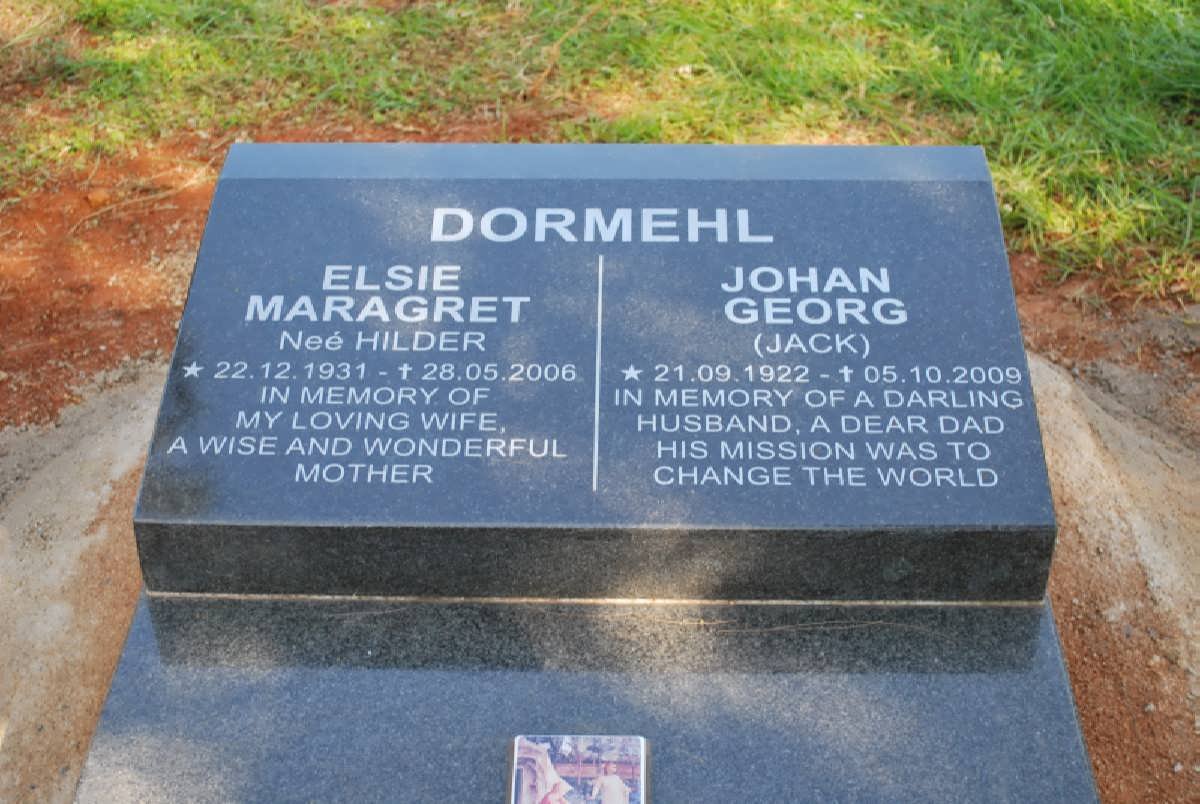 DORMEHL
ELSIE
MARAGRET
Neé HILDER
★ 22.12.1931 - ✝ 28.05.2006
IN MEMORY OF
MY LOVING WIFE,
A WISE AND WONDERFUL
MOTHER
JOHAN
GEORG
(JACK)
★ 21.09.1922 - ✝ 05.10.2009
IN MEMORY OF A DARLING
HUSBAND, A DEAR DAD
HIS MISSION WAS TO
CHANGE THE WORLD